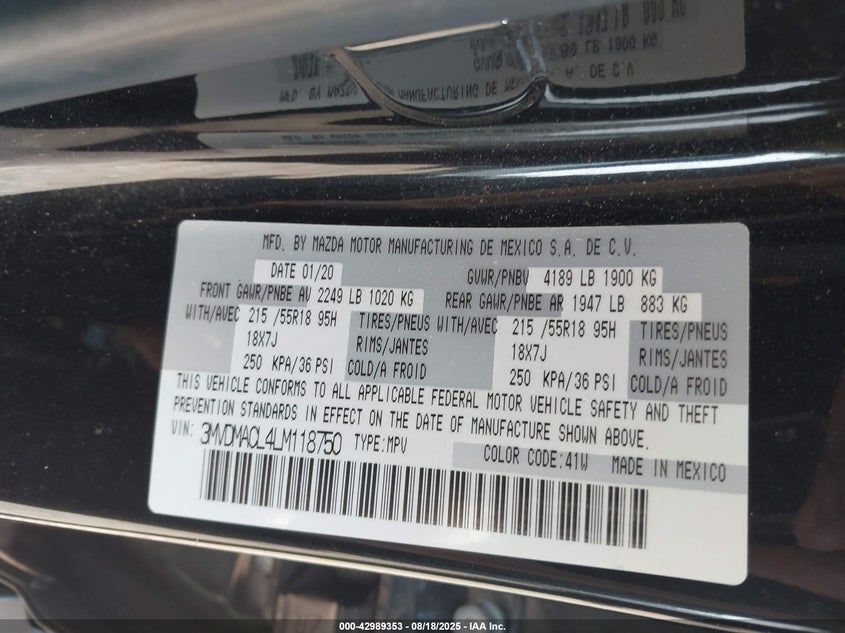 MFD. BY MAZDA MOTOR MANUFACTURING DE MEXICO S.A. DE C.V.
DATE 01/20 GVWR/PNBV 4189 LB 1900 KG
FRONT GAWR/PNBE AV 2249 LB 1020 KG REAR GAWR/PNBE AR 1947 LB 883 KG
WITH/AVEC 215 /55R18 95H TIRES/PNEUS WITH/AVEC 215 /55R18 95H TIRES/PNEUS
18X7J RIMS/JANTES 18X7J RIMS/JANTES
250 KPA/36 PSI COLD/A FROID 250 KPA/36 PSI COLD/A FROID
THIS VEHICLE CONFORMS TO ALL APPLICABLE FEDERAL MOTOR VEHICLE SAFETY AND THEFT
PREVENTION STANDARDS IN EFFECT ON THE DATE OF MANUFACTURE SHOWN ABOVE.
VIN: 3MVDMACL4LM118750 TYPE:MPV
COLOR CODE:41W MADE IN MEXICO
000-42989353 - 08/18/2025 - IAA Inc.